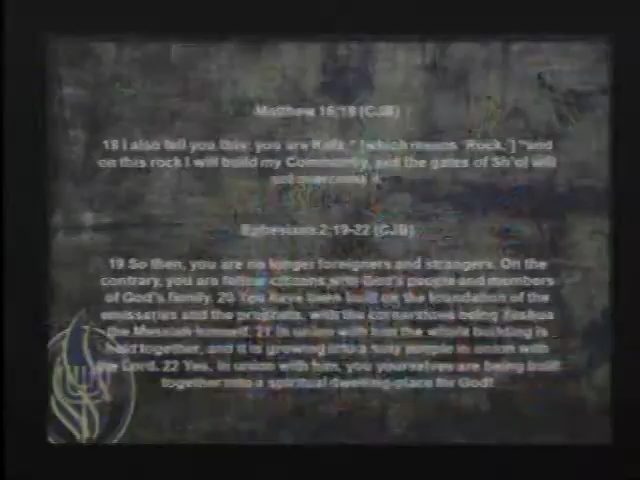 Matthew 16:18 (CJB)
18 I also tell you this: you are Kefa," [which means 'Rock,'] "and
on this rock I will build my Community, and the gates of Sh'ol will
not overcome it.
Ephesians 2:19-22 (CJB)
19 So then, you are no longer foreigners and strangers. On the
contrary, you are fellow-citizens with God's people and members
of God's family. 20 You have been built on the foundation of the
emissaries and the prophets, with the cornerstone being Yeshua
the Messiah himself. 21 In union with him the whole building is
held together, and it is growing into a holy temple in union with
the Lord. 22 Yes, in union with him, you yourselves are being built
together into a spiritual dwelling-place for God!